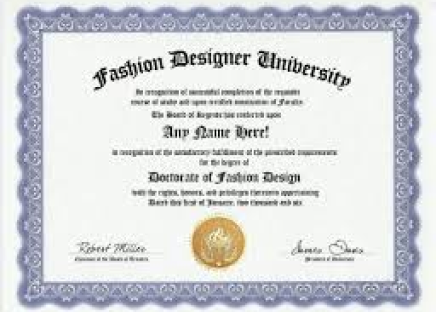 Fashion Designer University
In recognition of successful completion of the requisite
course of study and upon certified nomination of Faculty.
The Board of Regents has conferred upon
Any Name Here!
in recognition of the satisfactory fulfillment of the prescribed requirements
for the degree of
Doctorate of Fashion Design
with the rights, honors, and privileges thereunto appertaining
Dated this first of January, two thousand and six
Robert Miller
James Davis